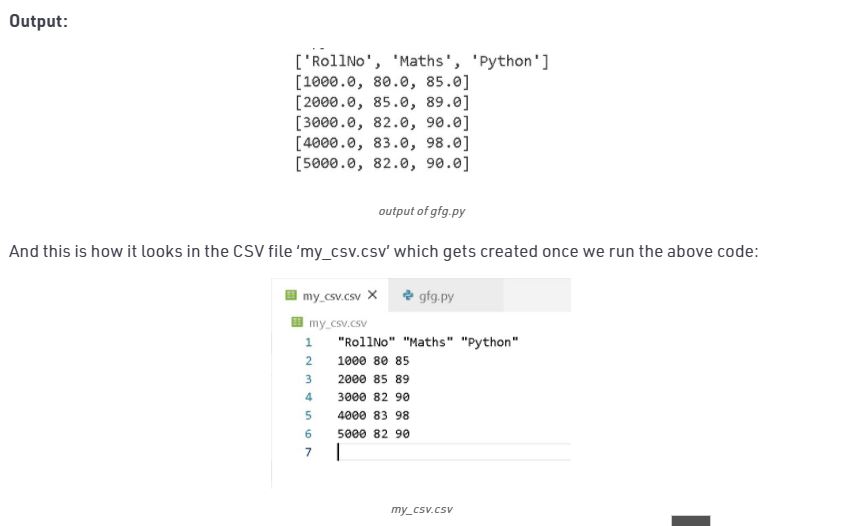 Output:
['RollNo', 'Maths', 'Python']
[1000.0, 80.0, 85.0]
[2000.0, 85.0, 89.0]
[3000.0, 82.0, 90.0]
[4000.0, 83.0, 98.0]
[5000.0, 82.0, 90.0]
output of gfg.py
And this is how it looks in the CSV file ‘my_csv.csv’ which gets created once we run the above code:
my_csv.csv × gfg.py
my_csv.csv
1 "RollNo" "Maths" "Python"
2 1000 80 85
3 2000 85 89
4 3000 82 90
5 4000 83 98
6 5000 82 90
7
my_csv.csv